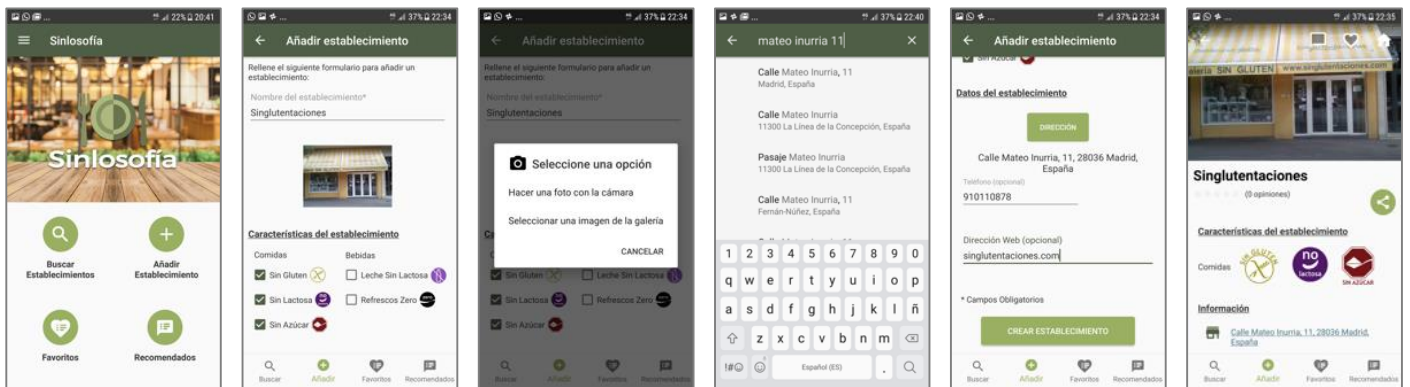 22% 20:41
Sinlosofía
Sinlosofía
Buscar
Establecimientos
Añadir
Establecimiento
Favoritos
Recomendados
37% 22:34
Añadir establecimiento
Rellene el siguiente formulario para añadir un
establecimiento:
Nombre del establecimiento*
Singlutentaciones
Características del establecimiento
Comidas
Bebidas
Sin Gluten
Leche Sin Lactosa
Sin Lactosa
Refrescos Zero
Sin Azúcar
Buscar
Añadir
Favoritos
Recomendados
37% 22:34
Añadir establecimiento
Rellene el siguiente formulario para añadir un
establecimiento:
Nombre del establecimiento*
Singlutentaciones
Seleccione una opción
Hacer una foto con la cámara
Seleccionar una imagen de la galería
CANCELAR
Sin Gluten
Leche Sin Lactosa
Sin Lactosa
Refrescos Zero
Sin Azúcar
Buscar
Añadir
Favoritos
Recomendados
37% 22:40
mateo inurria 11
Calle Mateo Inurria, 11
Madrid, España
Calle Mateo Inurria
11300 La Línea de la Concepción, España
Pasaje Mateo Inurria
11300 La Línea de la Concepción, España
Calle Mateo Inurria, 11
Fernán-Núñez, España
1 2 3 4 5 6 7 8 9 0
q w e r t y u i o p
a s d f g h j k l ñ
z x c v b n m
!#☺ Español (ES) .
37% 22:34
Añadir establecimiento
Sin Azúcar
Datos del establecimiento
DIRECCIÓN
Calle Mateo Inurria, 11, 28036 Madrid,
España
Teléfono (opcional)
910110878
Dirección Web (opcional)
singlutentaciones.com
* Campos Obligatorios
CREAR ESTABLECIMIENTO
Buscar
Añadir
Favoritos
Recomendados
37% 22:35
SIN GLUTEN
www.singlutentaciones.com
Singlutentaciones
(0 opiniones)
Características del establecimiento
Comidas
SIN GLUTEN
no
lactosa
SIN AZÚCAR
Información
Calle Mateo Inurria, 11, 28036 Madrid,
España
Buscar
Añadir
Favoritos
Recomendados